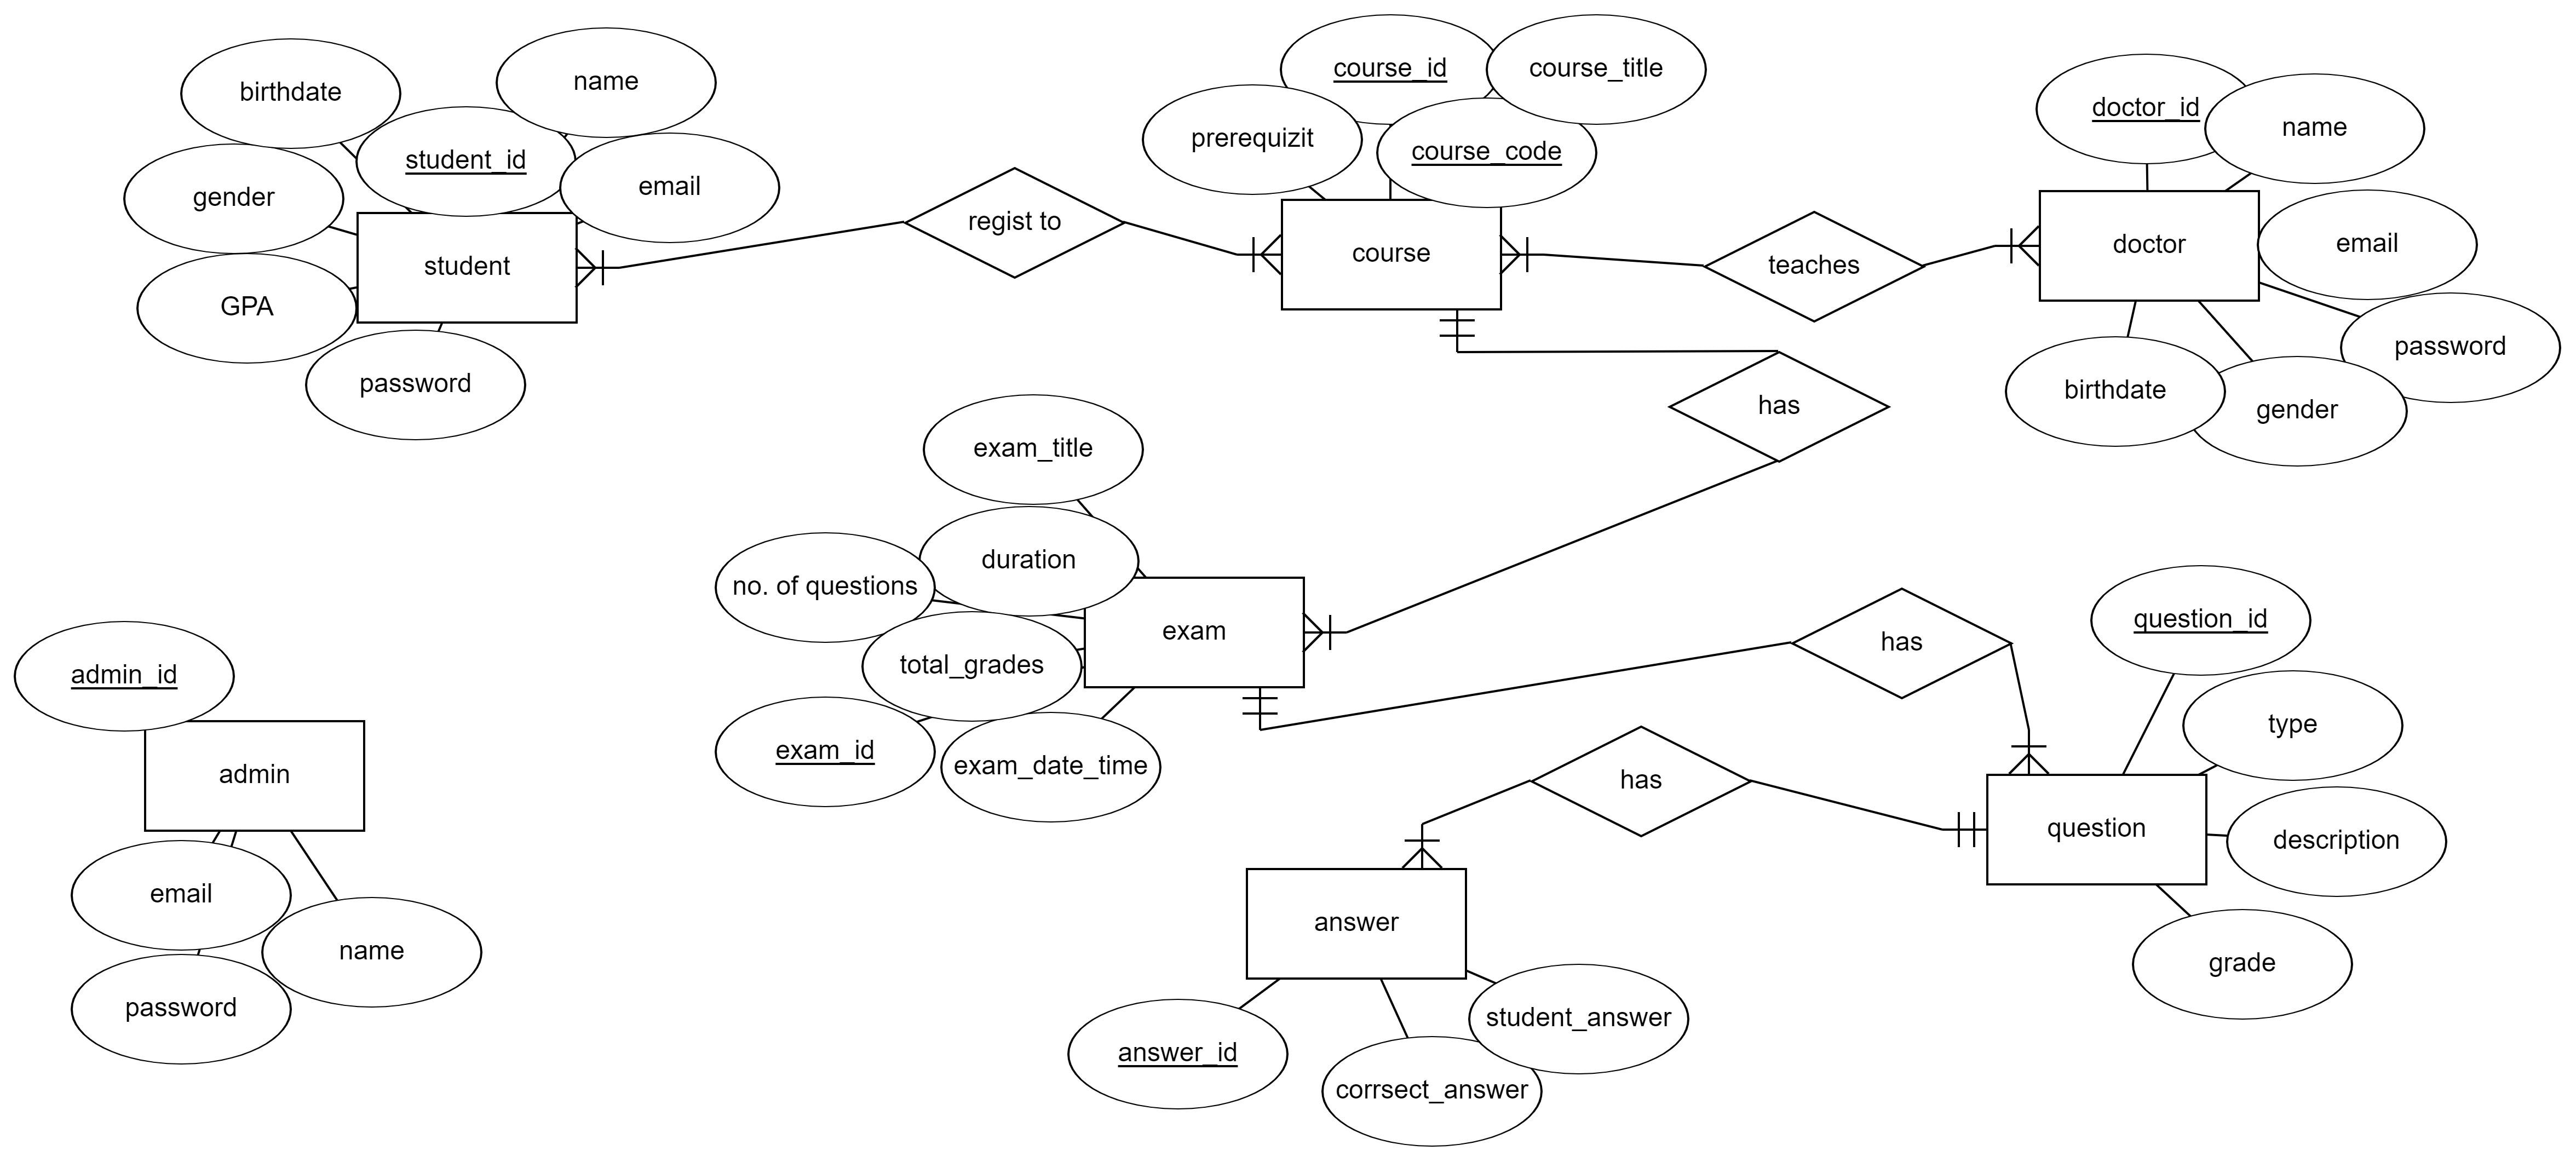 birthdate
name
student_id
gender
email
student
GPA
password
regist to
course_id
course_title
prerequizit
course_code
course
teaches
doctor_id
name
doctor
email
password
birthdate
gender
has
exam_title
duration
no. of questions
exam
total_grades
exam_id
exam_date_time
has
question_id
type
question
description
grade
has
answer
student_answer
answer_id
corrsect_answer
admin_id
admin
email
name
password